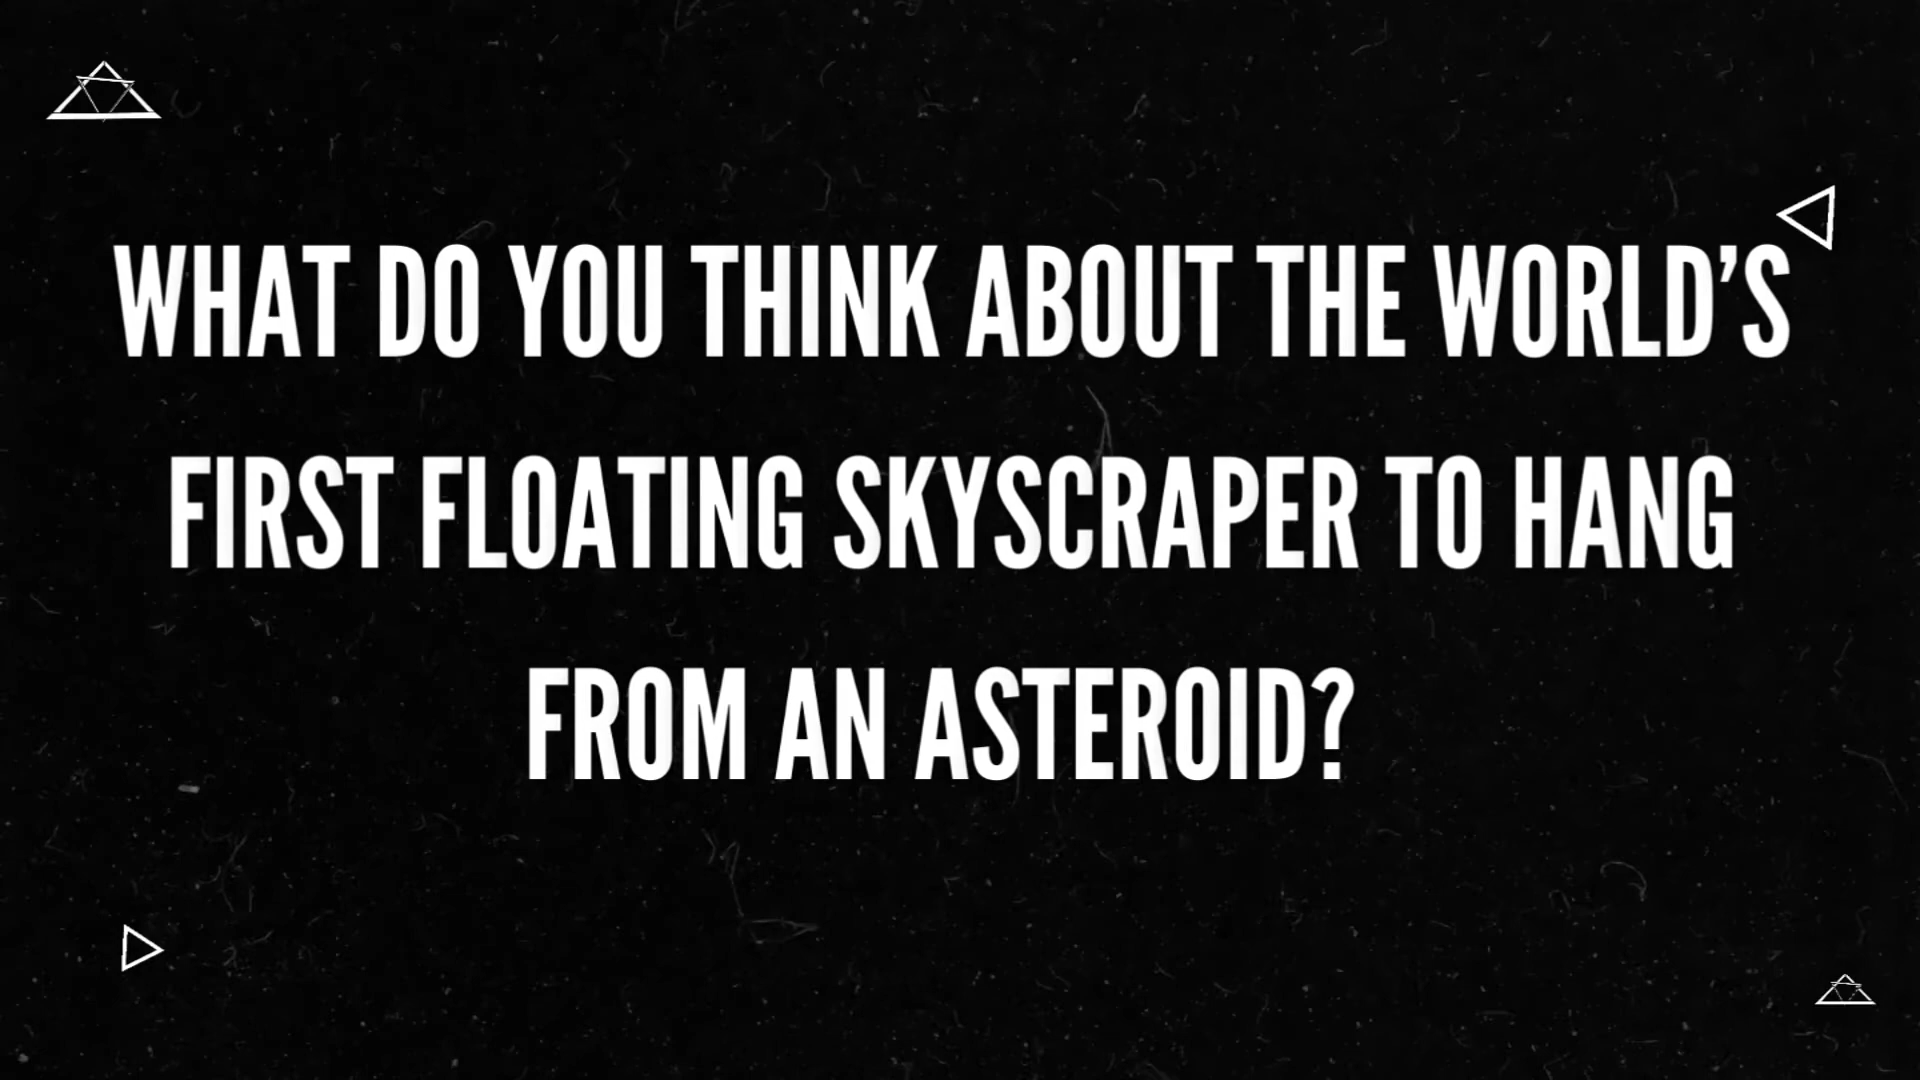 WHAT DO YOU THINK ABOUT THE WORLD’S
FIRST FLOATING SKYSCRAPER TO HANG
FROM AN ASTEROID?